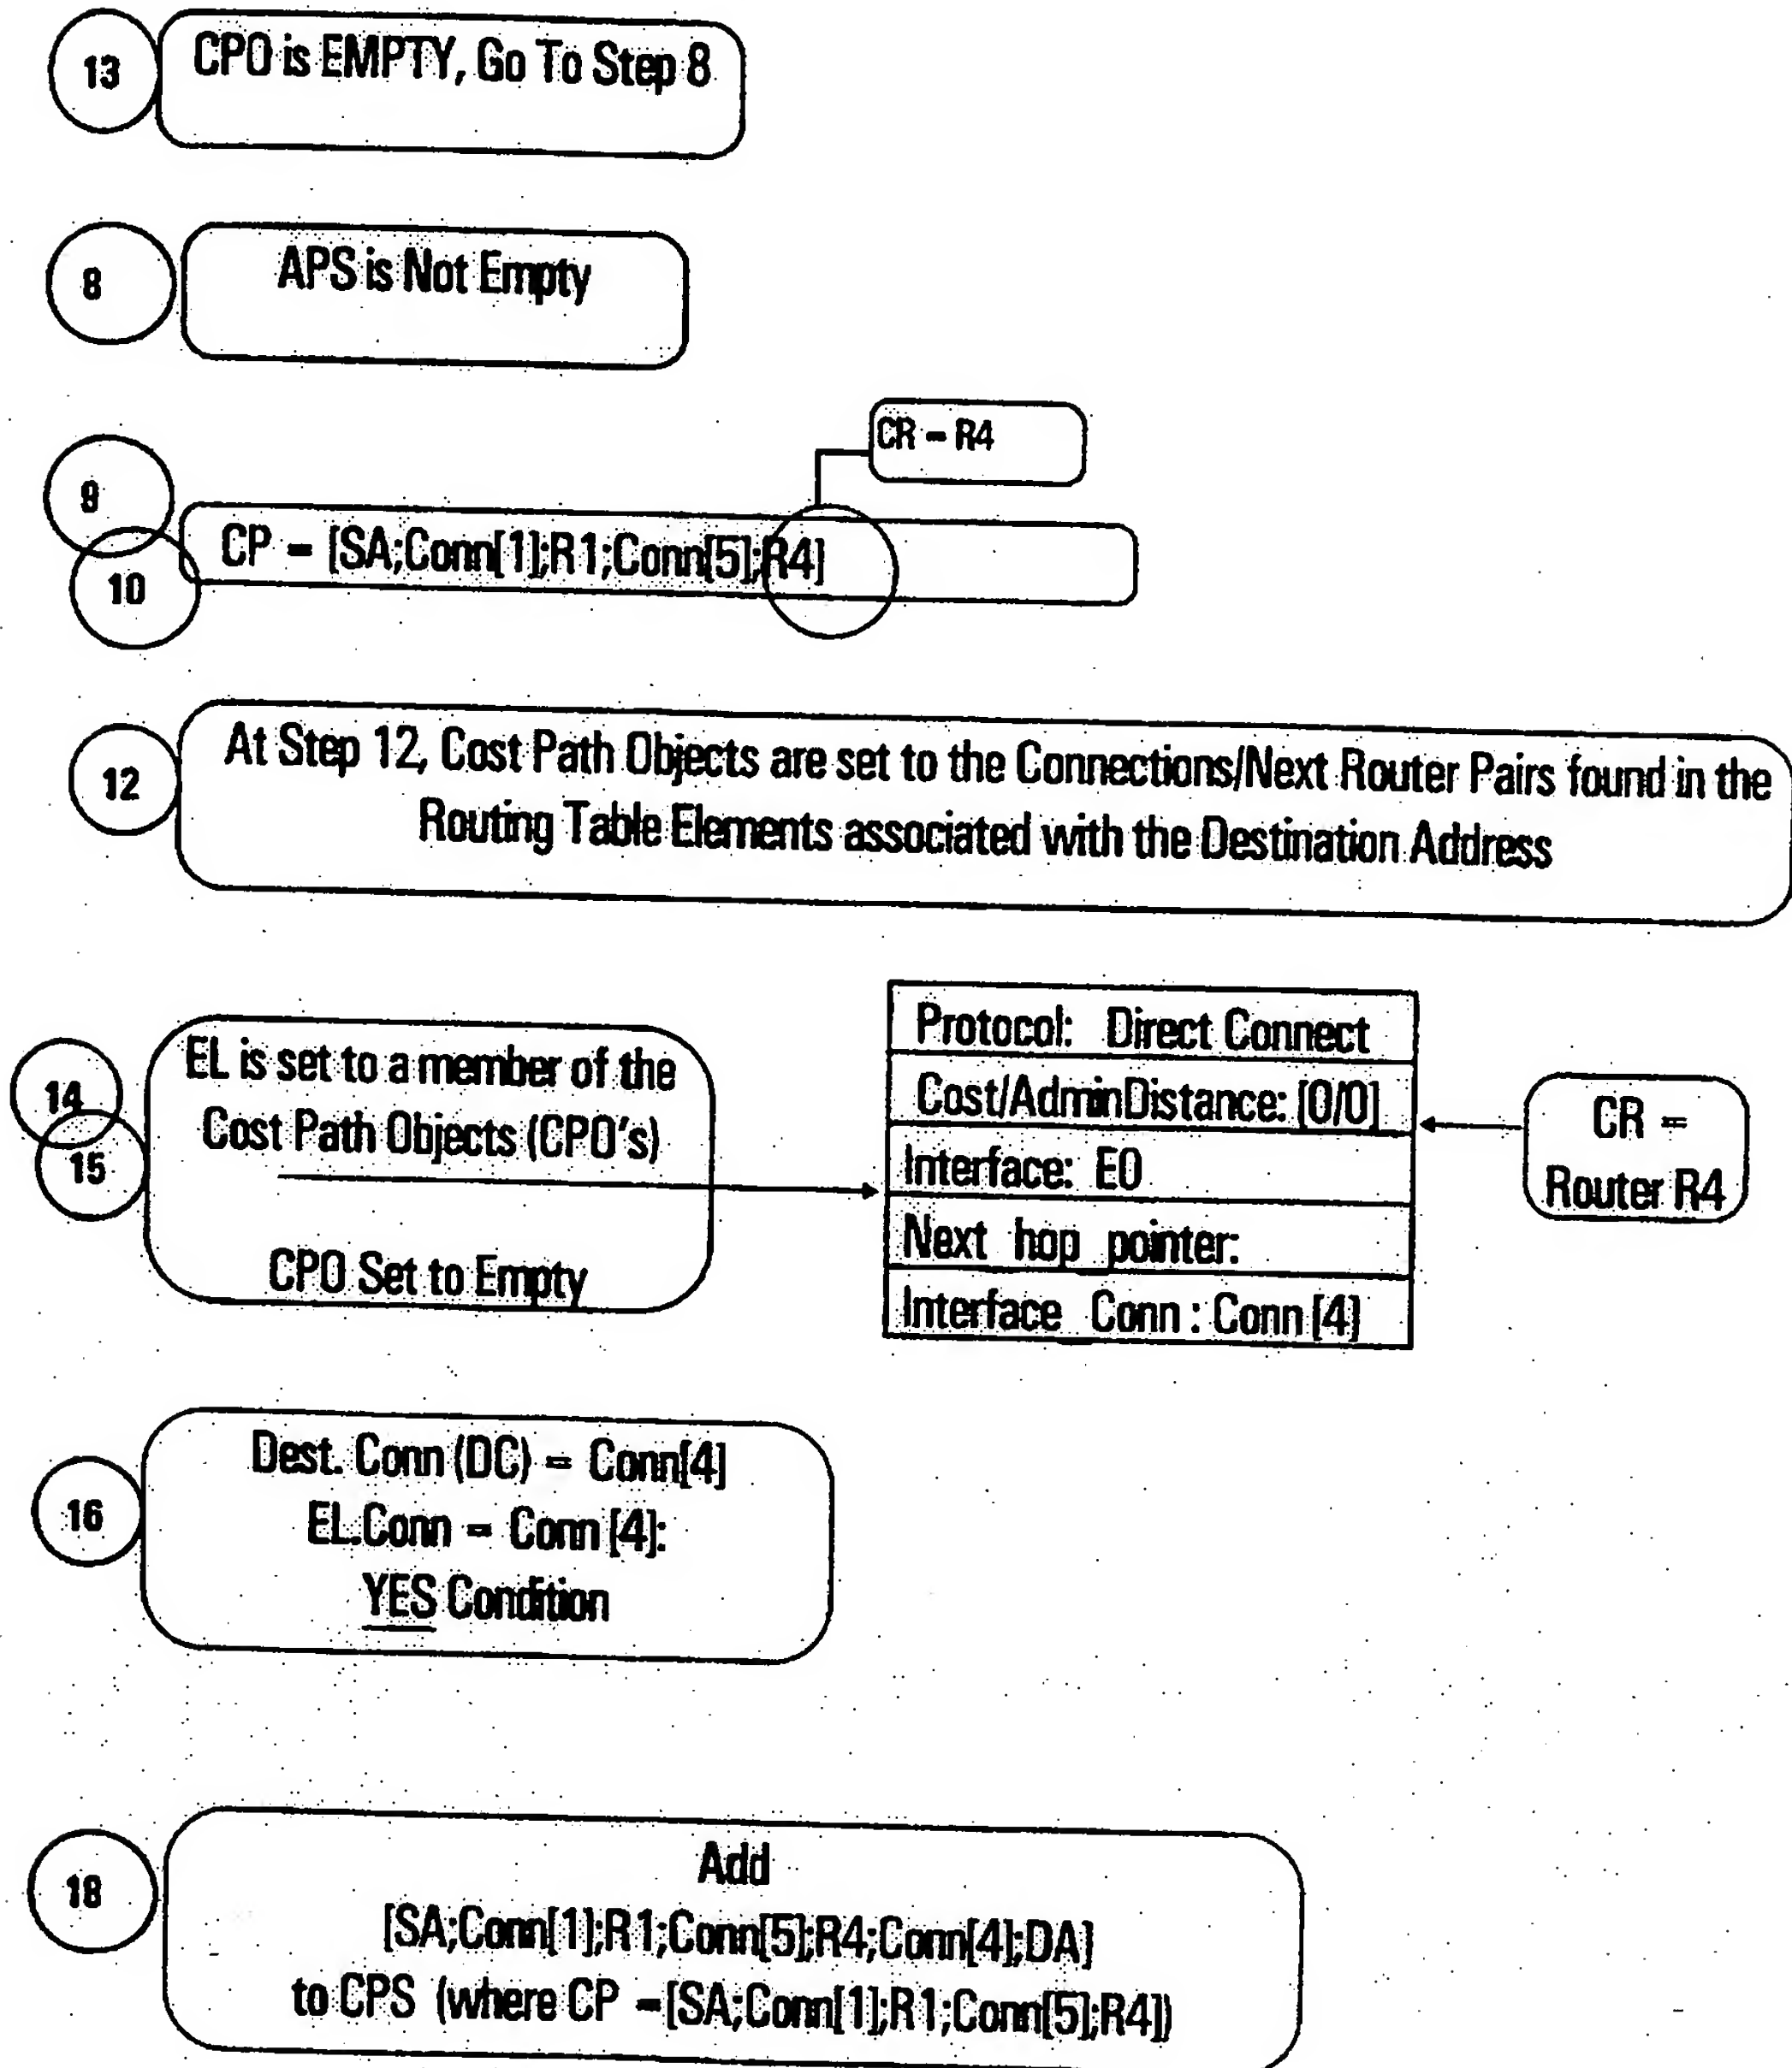 13
CPO is EMPTY, Go To Step 8
8
APS is Not Empty
CR = R4
9
CP = [SA;Conn[1];R1;Conn[5];R4]
10
12
At Step 12, Cost Path Objects are set to the Connections/Next Router Pairs found in the
Routing Table Elements associated with the Destination Address
14
15
EL is set to a member of the
Cost Path Objects (CPO's)
CPO Set to Empty
Protocol: Direct Connect
Cost/AdminDistance: [0/0]
Interface: E0
Next hop pointer:
Interface Conn : Conn [4]
CR =
Router R4
16
Dest. Conn (DC) = Conn[4]
EL.Conn = Conn [4]:
YES Condition
18
Add
[SA;Conn[1];R1;Conn[5];R4;Conn[4];DA]
to CPS (where CP =[SA;Conn[1];R1;Conn[5];R4])